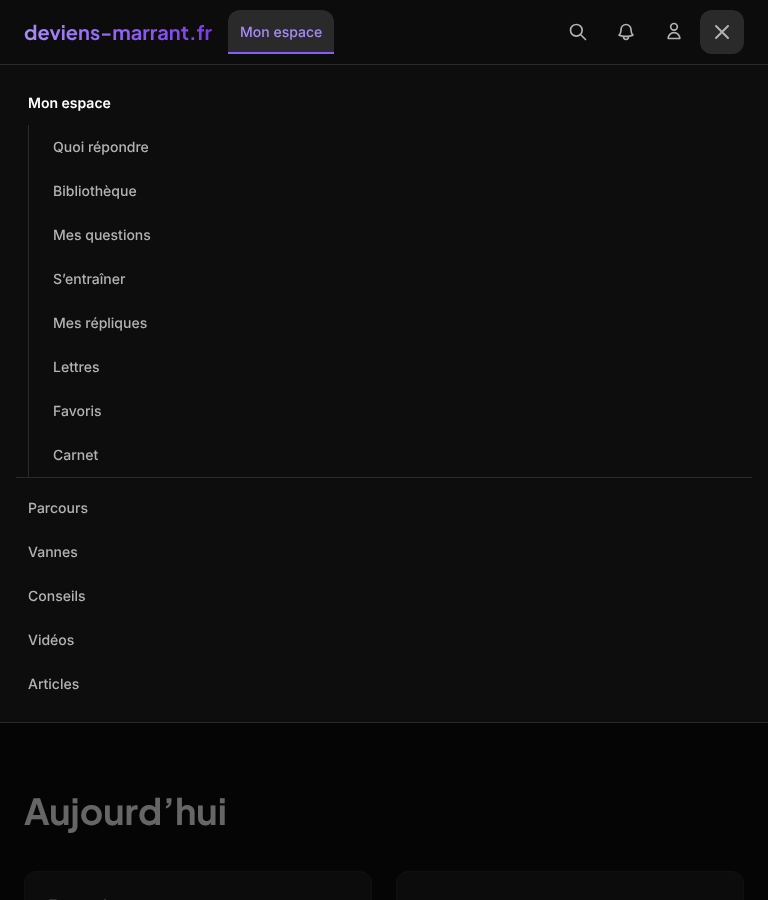 deviens-marrant.fr
Mon espace
Mon espace
Quoi répondre
Bibliothèque
Mes questions
S’entraîner
Mes répliques
Lettres
Favoris
Carnet
Parcours
Vannes
Conseils
Vidéos
Articles
Aujourd’hui